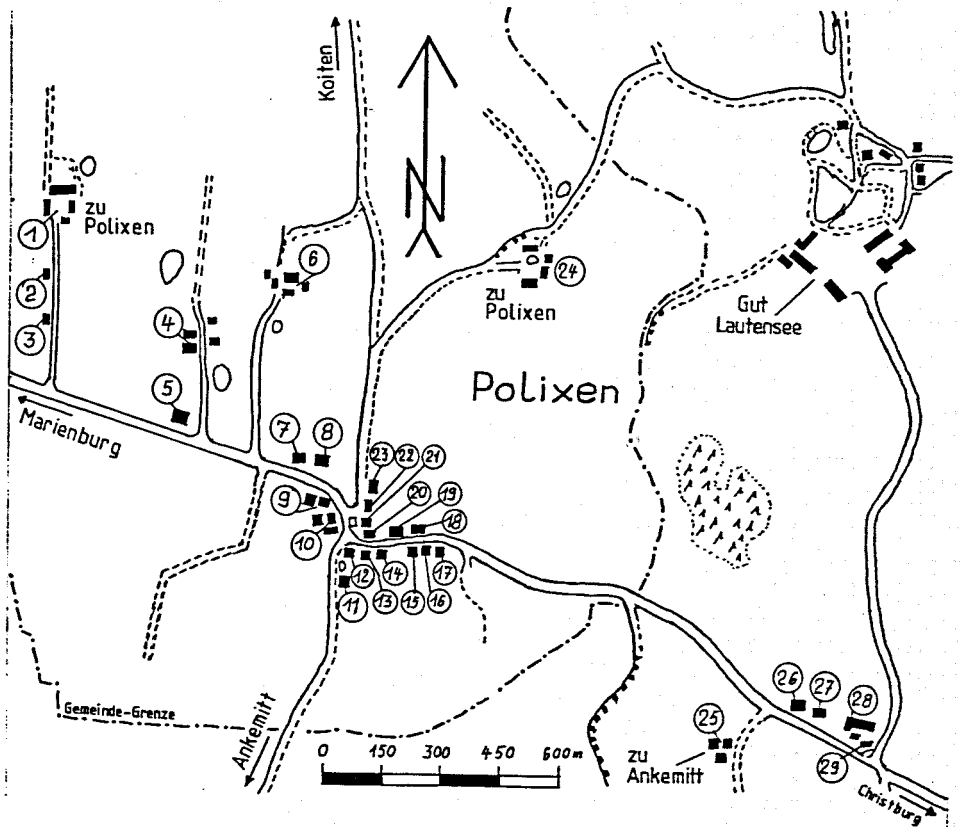 Koiten
N
1
zu
Polixen
2
3
4
5
6
24
zu
Polixen
Gut
Lautensee
Polixen
Marienburg
7
8
9
10
23
22
21
20
19
18
12
13
14
15
16
17
11
Gemeinde-Grenze
Ankemitt
0 150 300 450 600m
25
zu
Ankemitt
26
27
28
29
Christburg